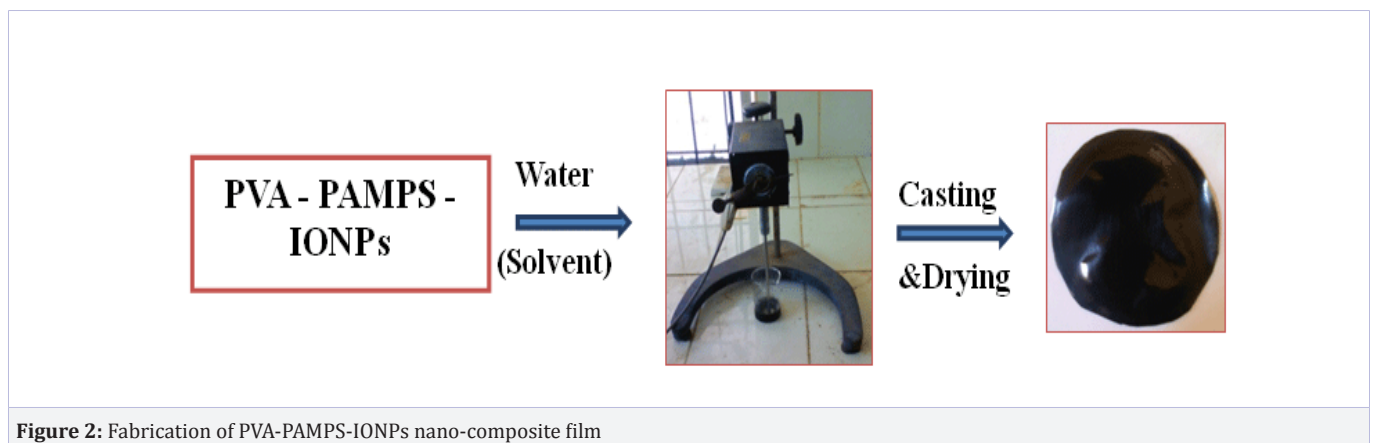 PVA - PAMPS -
IONPs
Water
(Solvent)
Casting
&Drying
Figure 2: Fabrication of PVA-PAMPS-IONPs nano-composite film